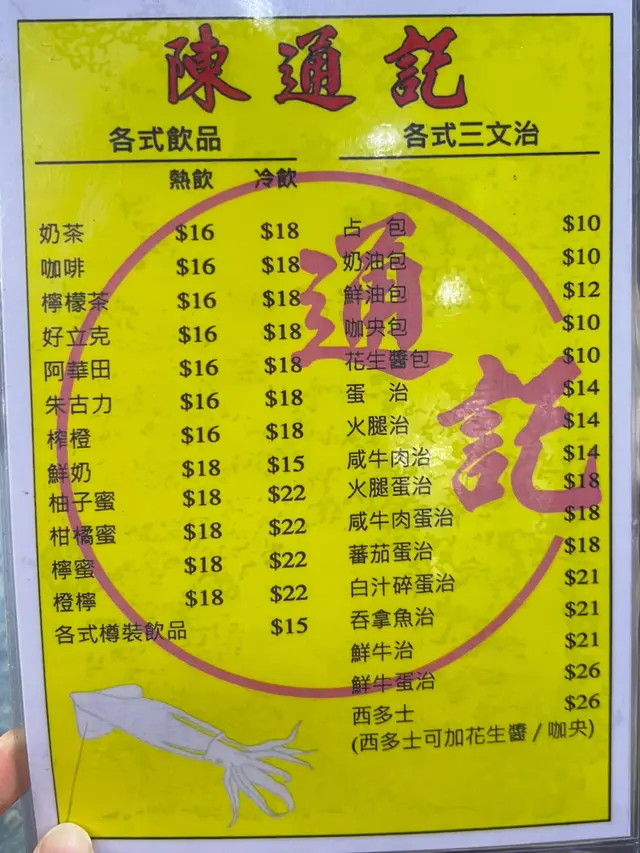 陳通記
各式飲品
熱飲 冷飲
奶茶 $16 $18
咖啡 $16 $18
檸檬茶 $16 $18
好立克 $16 $18
阿華田 $16 $18
朱古力 $16 $18
榨橙 $16 $18
鮮奶 $18 $15
柚子蜜 $18 $22
柑橘蜜 $18 $22
檸蜜 $18 $22
橙檸 $18 $22
各式樽裝飲品 $15
各式三文治
占 包 $10
奶油包 $10
鮮油包 $12
咖央包 $10
花生醬包 $10
蛋 治 $14
火腿治 $14
咸牛肉治 $14
火腿蛋治 $18
咸牛肉蛋治 $18
蕃茄蛋治 $18
白汁碎蛋治 $21
吞拿魚治 $21
鮮牛治 $21
鮮牛蛋治 $26
西多士 $26
(西多士可加花生醬/咖央)
通記